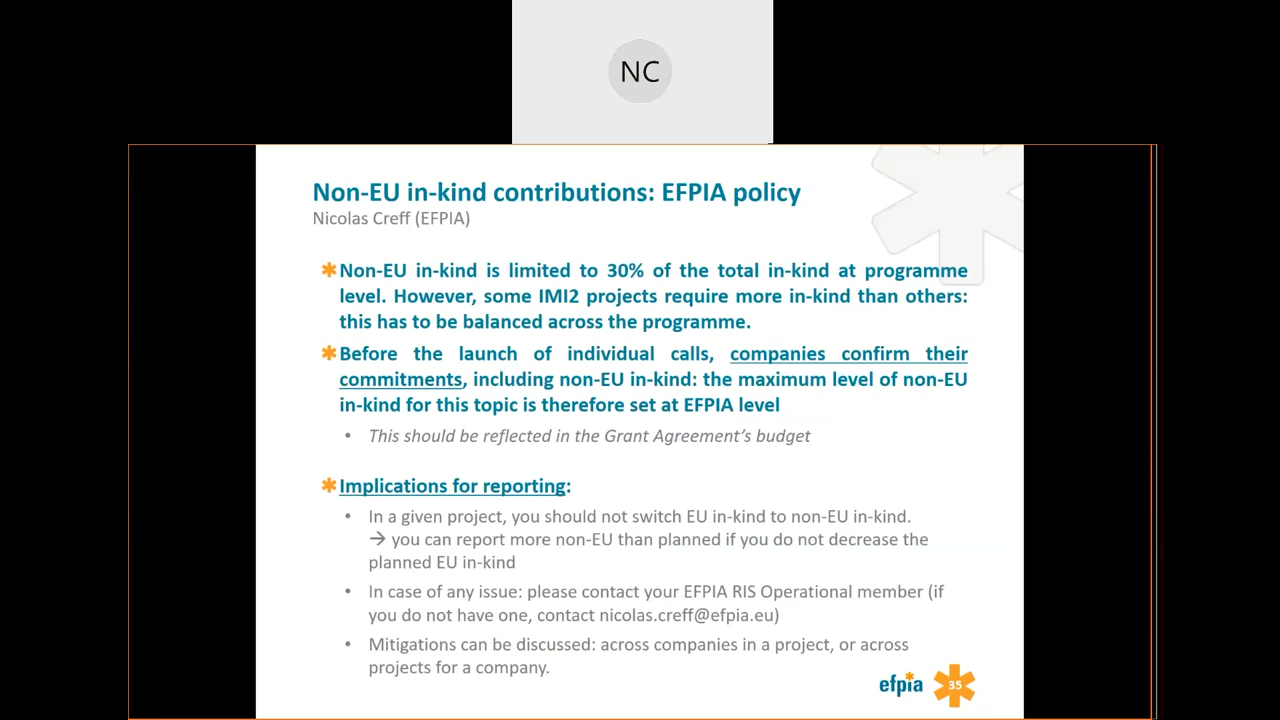 NC
Non-EU in-kind contributions: EFPIA policy
Nicolas Creff (EFPIA)
Non-EU in-kind is limited to 30% of the total in-kind at programme
level. However, some IMI2 projects require more in-kind than others:
this has to be balanced across the programme.
Before the launch of individual calls, companies confirm their
commitments, including non-EU in-kind: the maximum level of non-EU
in-kind for this topic is therefore set at EFPIA level
• This should be reflected in the Grant Agreement's budget
Implications for reporting:
• In a given project, you should not switch EU in-kind to non-EU in-kind.
→ you can report more non-EU than planned if you do not decrease the
planned EU in-kind
• In case of any issue: please contact your EFPIA RIS Operational member (if
you do not have one, contact nicolas.creff@efpia.eu)
• Mitigations can be discussed: across companies in a project, or across
projects for a company.
efpia 35